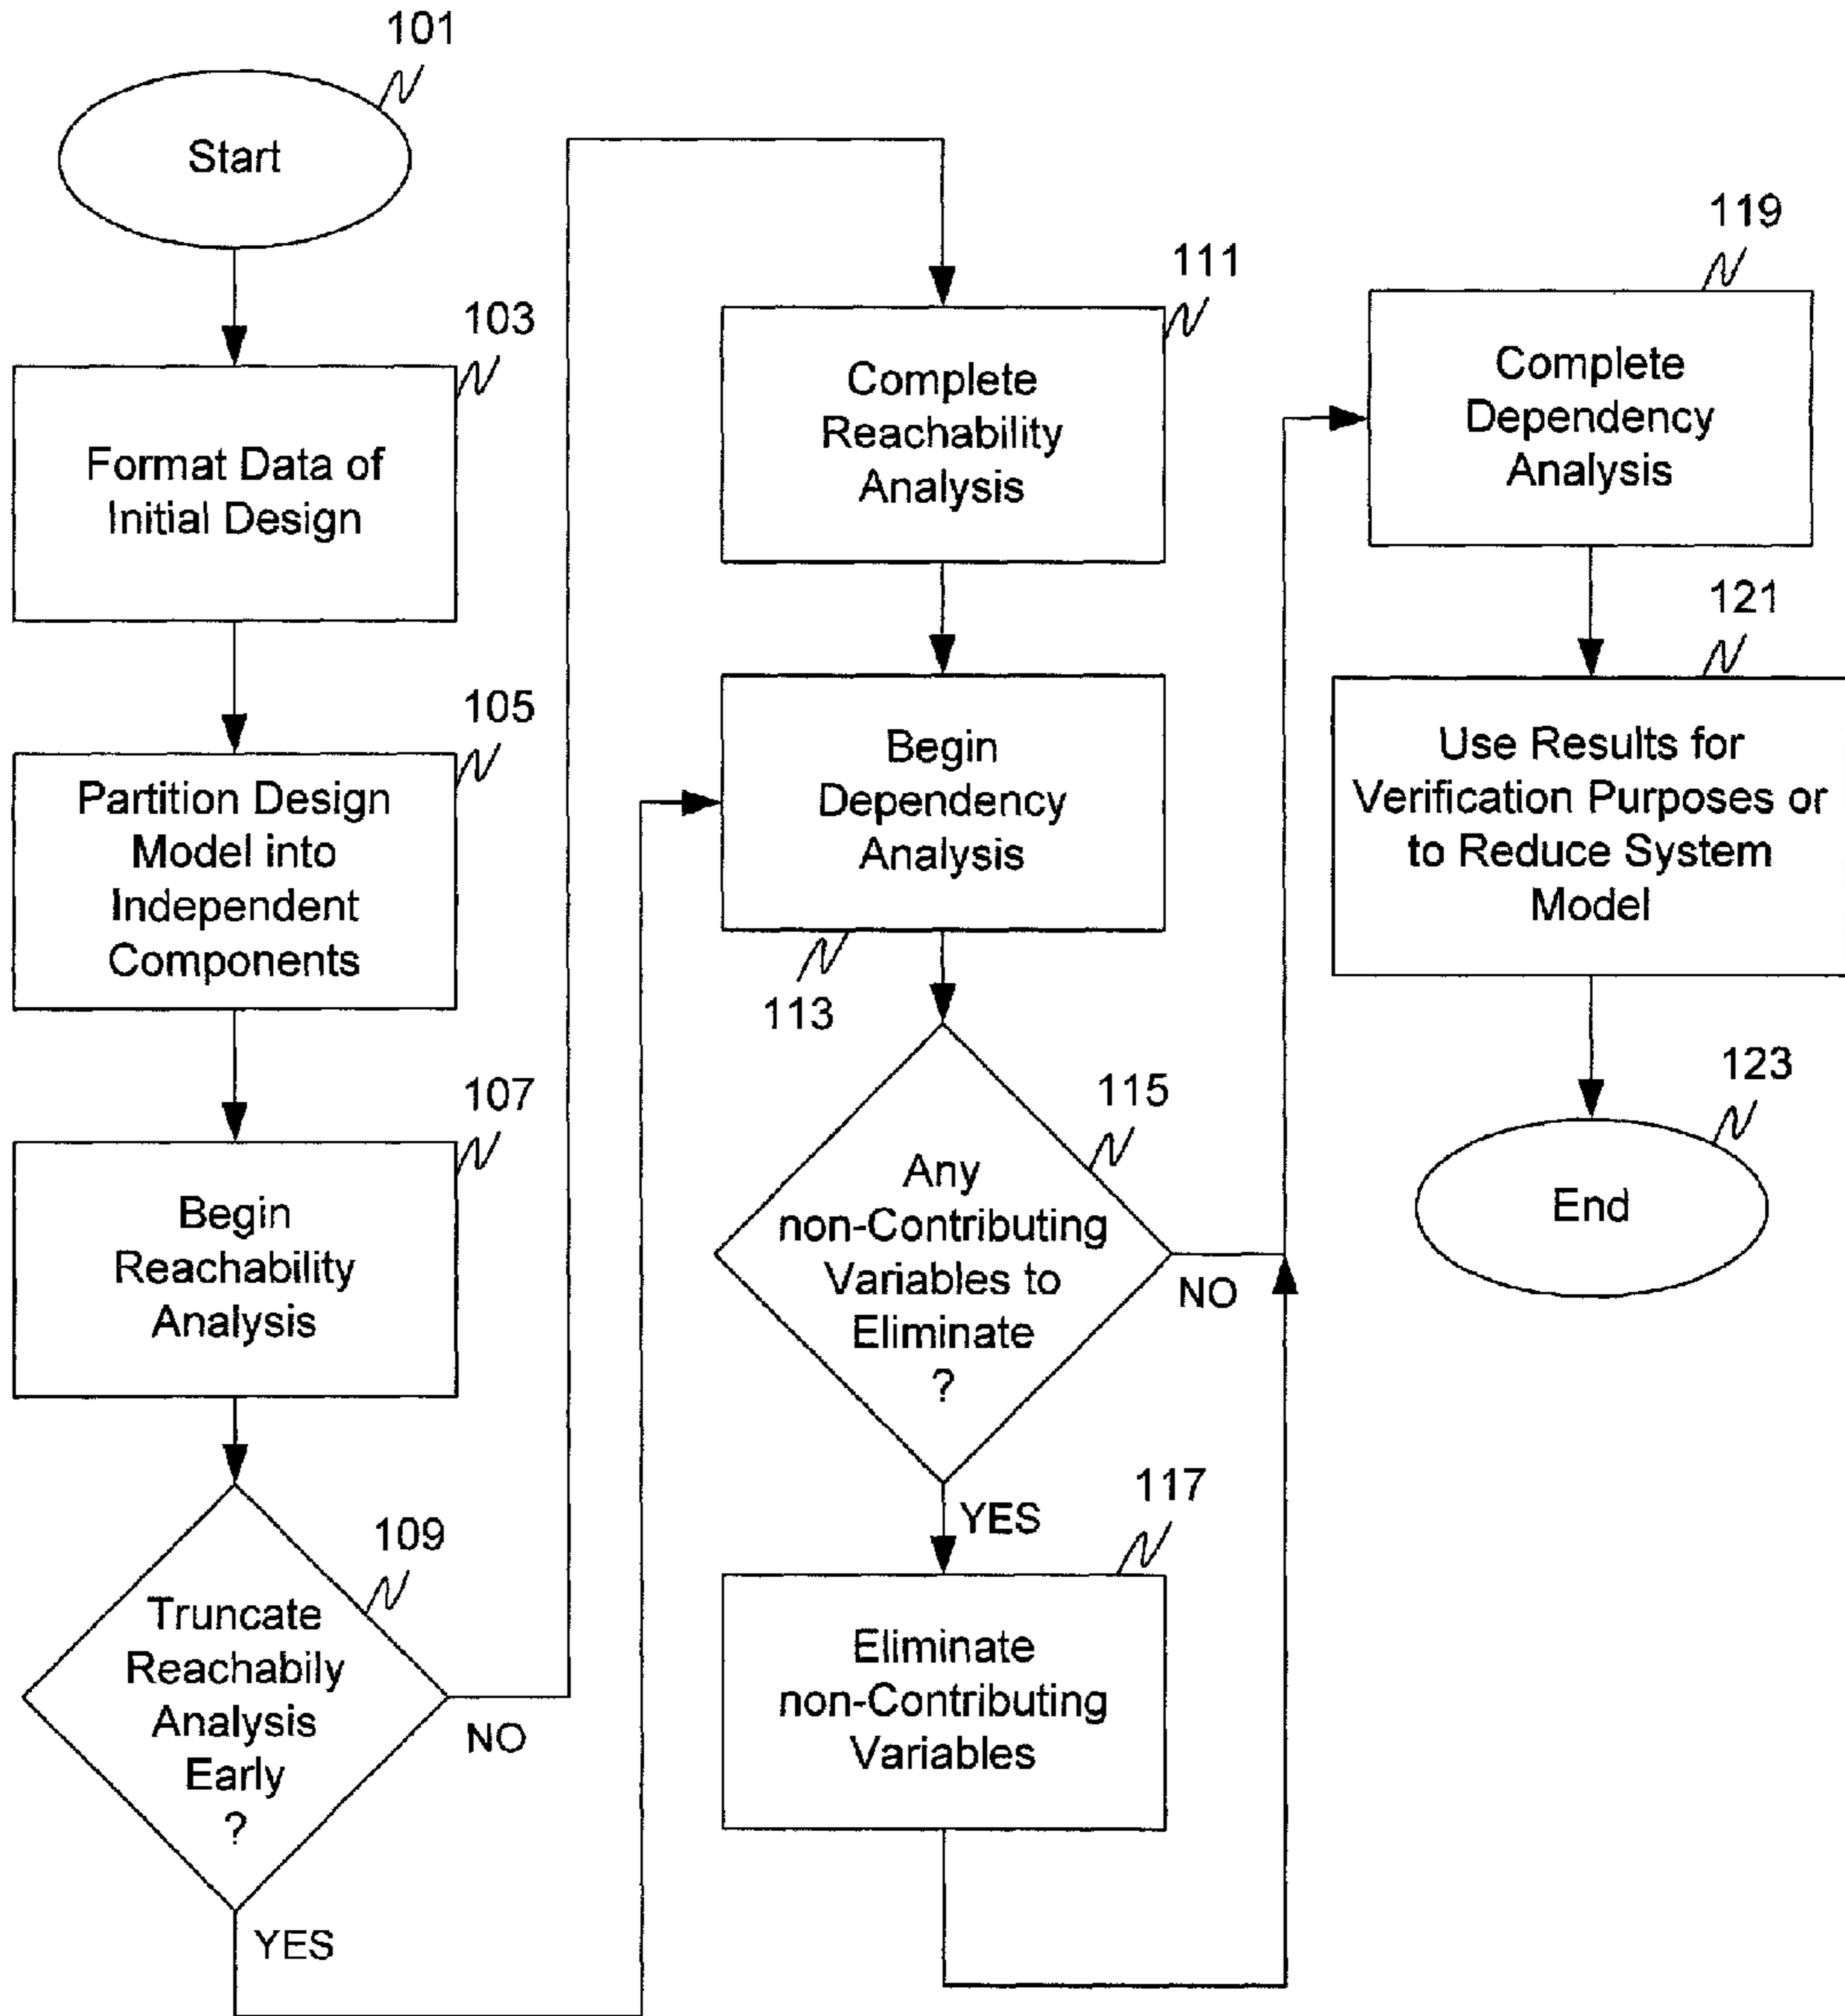 101
Start
103
Format Data of
Initial Design
105
Partition Design
Model into
Independent
Components
107
Begin
Reachability
Analysis
109
Truncate
Reachabily
Analysis
Early
?
NO
YES
111
Complete
Reachability
Analysis
Begin
Dependency
Analysis
113
115
Any
non-Contributing
Variables to
Eliminate
?
NO
YES
117
Eliminate
non-Contributing
Variables
119
Complete
Dependency
Analysis
121
Use Results for
Verification Purposes or
to Reduce System
Model
123
End